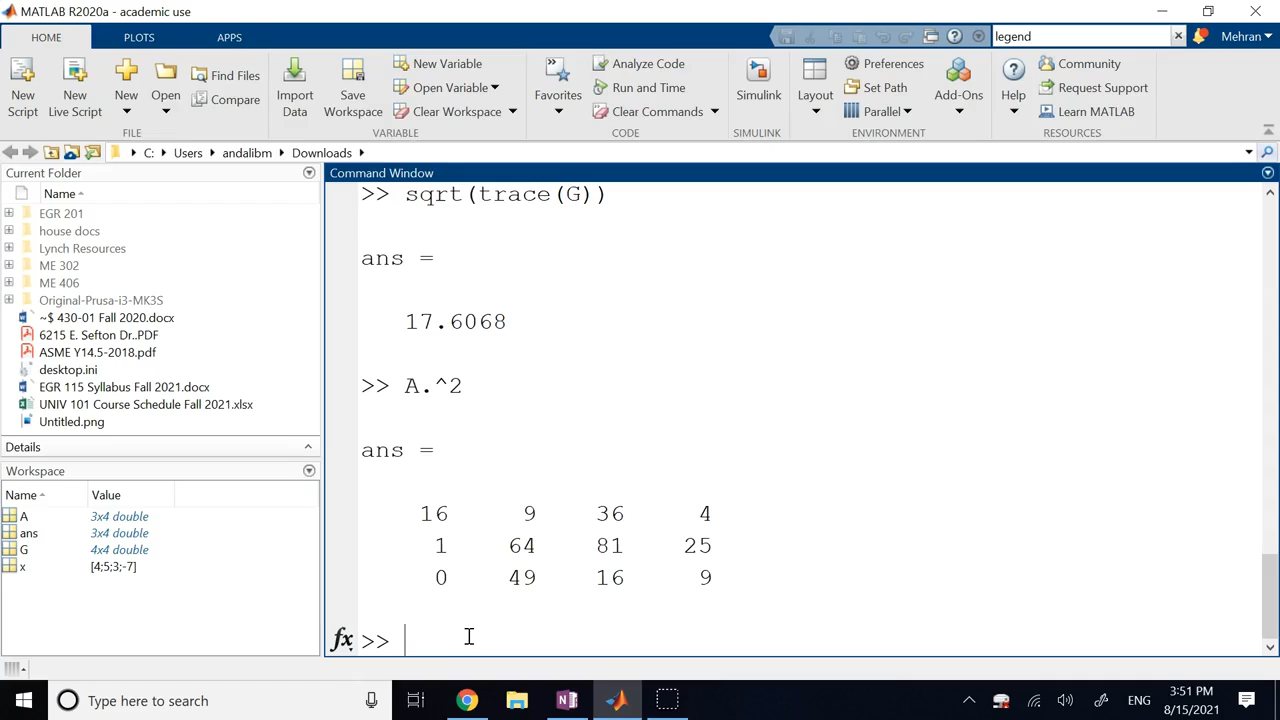 MATLAB R2020a - academic use
HOME PLOTS APPS legend Mehran
New Script
New Live Script
New
Open
Find Files
Compare
FILE
Import Data
Save Workspace
New Variable
Open Variable
Clear Workspace
VARIABLE
Favorites
Analyze Code
Run and Time
Clear Commands
CODE
Simulink
SIMULINK
Layout
Preferences
Set Path
Parallel
Add-Ons
ENVIRONMENT
Help
Community
Request Support
Learn MATLAB
RESOURCES
C: Users andalibm Downloads
Current Folder
Name
EGR 201
house docs
Lynch Resources
ME 302
ME 406
Original-Prusa-i3-MK3S
~$ 430-01 Fall 2020.docx
6215 E. Sefton Dr..PDF
ASME Y14.5-2018.pdf
desktop.ini
EGR 115 Syllabus Fall 2021.docx
UNIV 101 Course Schedule Fall 2021.xlsx
Untitled.png
Details
Workspace
Name Value
A 3x4 double
ans 3x4 double
G 4x4 double
x [4;5;3;-7]
Command Window
>> sqrt(trace(G))
ans =
17.6068
>> A.^2
ans =
16 9 36 4
1 64 81 25
0 49 16 9
fx >>
Type here to search
ENG
3:51 PM
8/15/2021